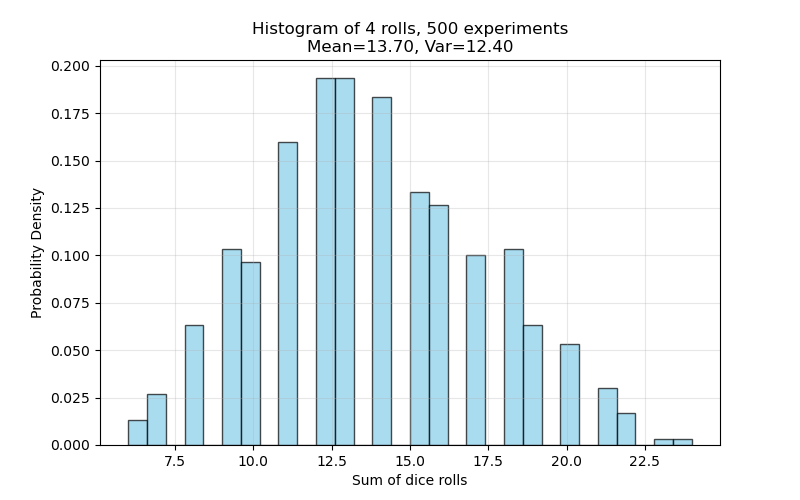 Histogram of 4 rolls, 500 experiments
Mean=13.70, Var=12.40
0.200
0.175
0.150
0.125
0.100
0.075
0.050
0.025
0.000
Probability Density
7.5 10.0 12.5 15.0 17.5 20.0 22.5
Sum of dice rolls